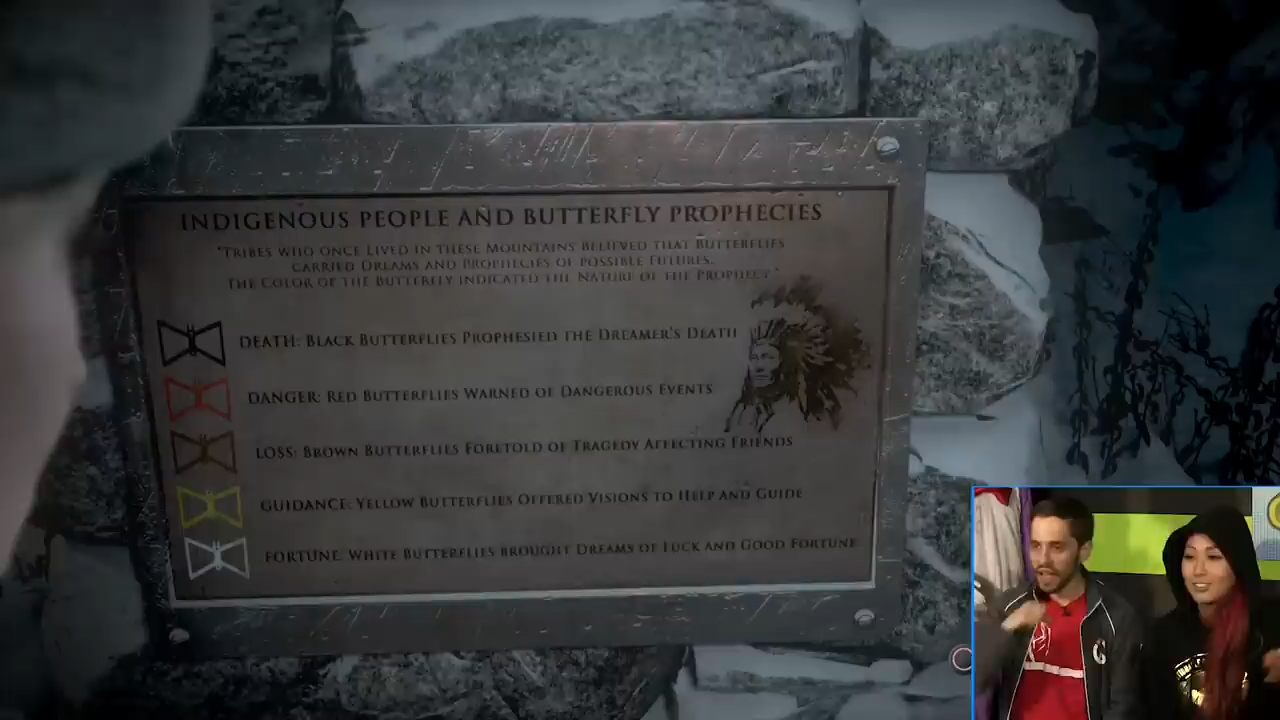 INDIGENOUS PEOPLE AND BUTTERFLY PROPHECIES
"TRIBES WHO ONCE LIVED IN THESE MOUNTAINS BELIEVED THAT BUTTERFLIES
CARRIED DREAMS AND PROPHECIES OF POSSIBLE FUTURES.
THE COLOR OF THE BUTTERFLY INDICATED THE NATURE OF THE PROPHECY."
DEATH: BLACK BUTTERFLIES PROPHESIED THE DREAMER'S DEATH
DANGER: RED BUTTERFLIES WARNED OF DANGEROUS EVENTS
LOSS: BROWN BUTTERFLIES FORETOLD OF TRAGEDY AFFECTING FRIENDS
GUIDANCE: YELLOW BUTTERFLIES OFFERED VISIONS TO HELP AND GUIDE
FORTUNE: WHITE BUTTERFLIES BROUGHT DREAMS OF LUCK AND GOOD FORTUNE